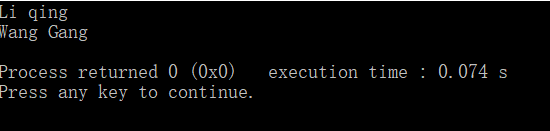 Li qing
Wang Gang
Process returned 0 (0x0)   execution time : 0.074 s
Press any key to continue.